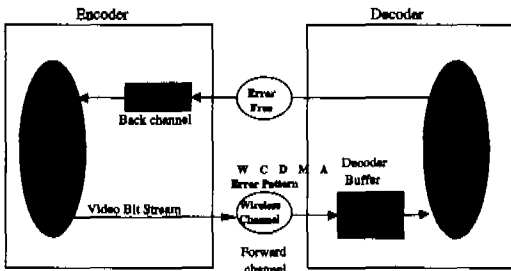 Encoder
Decoder
Error
Free
Back channel
W C D M A
Error Pattern
Decoder
Buffer
Video Bit Stream
Wireless
Channel
Forward
channel